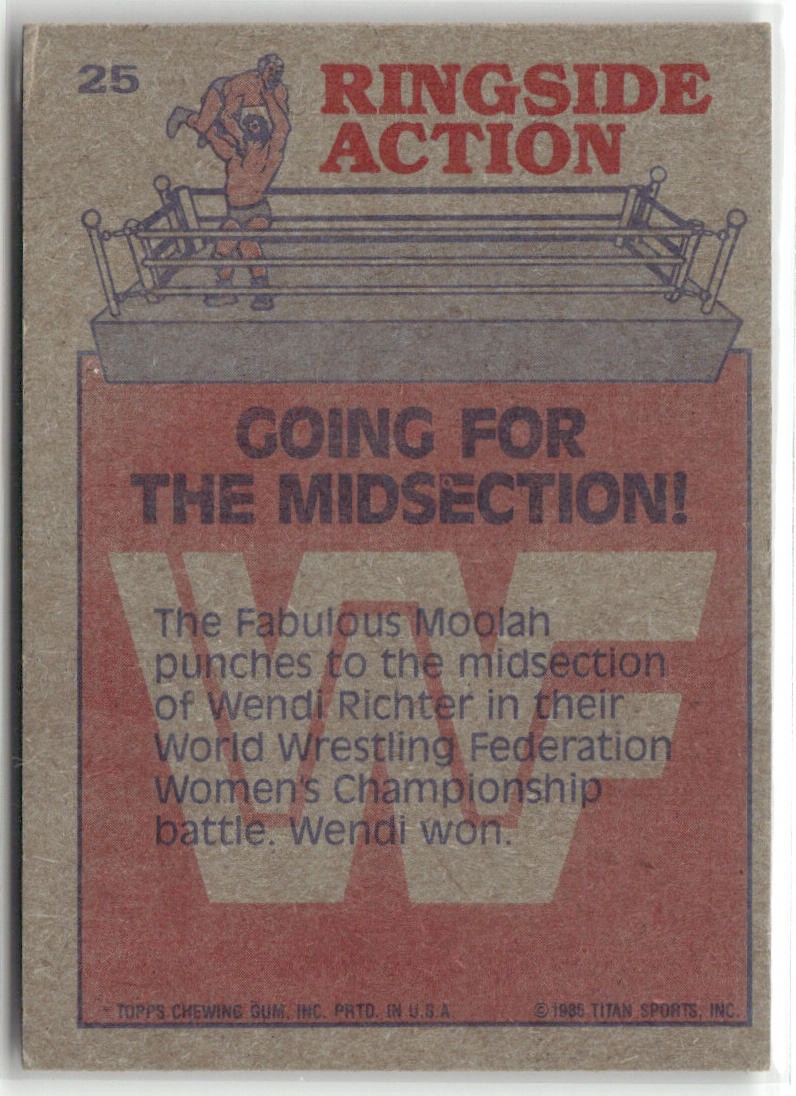 25
RINGSIDE
ACTION
GOING FOR
THE MIDSECTION!
WF
The Fabulous Moolah
punches to the midsection
of Wendi Richter in their
World Wrestling Federation
Women's Championship
battle. Wendi won.
TOPPS CHEWING GUM, INC. PRTD. IN U.S.A
© 1985 TITAN SPORTS, INC.